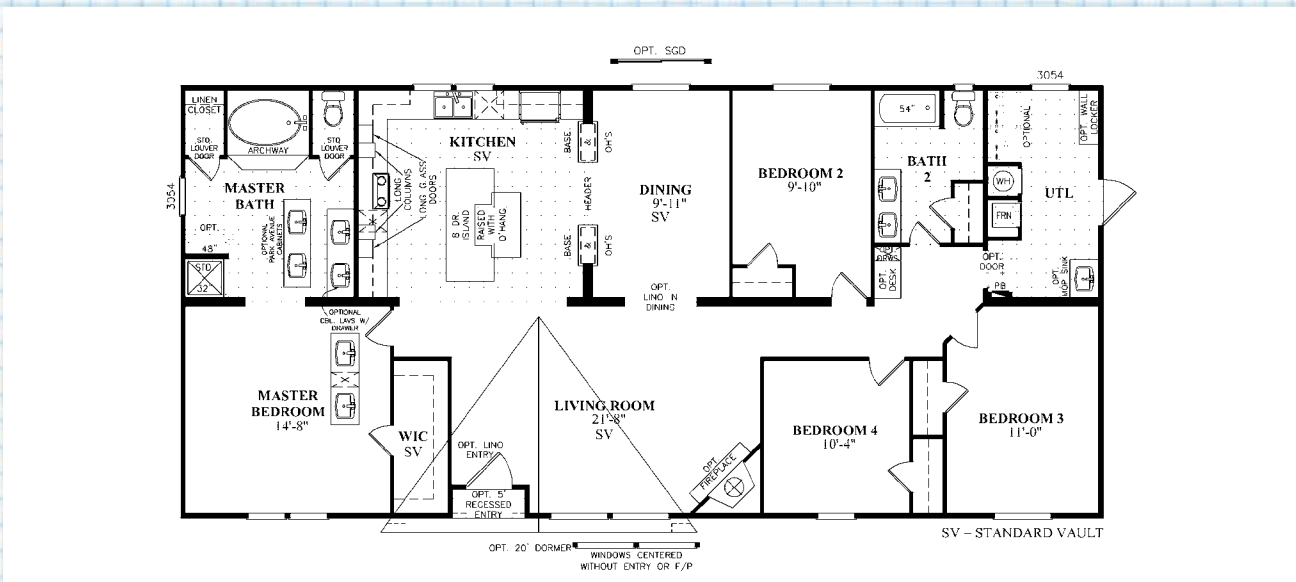 OPT. SGD
3054
LINEN
CLOSET
STD.
LOUVER
DOOR
ARCHWAY
STD.
LOUVER
DOOR
MASTER
BATH
3054
OPT.
48"
STD
32"
OPTIONAL
PARK AVENUE
CABINETS
OPTIONAL
CBL. LAVS W/
DRAWER
KITCHEN
SV
LONG
COLUMNS
LONG GLASS
DOORS
8 DR.
ISLAND
RAISED
WITH
O'HANG.
BASE
&
OH'S
HEADER
BASE
&
OH'S
DINING
9'-11"
SV
OPT.
LINO IN
DINING
BEDROOM 2
9'-10"
54"
BATH
2
OPT.
DESK
DRWS
OPTIONAL
OPT. WALL
LOCKER
WH
FRN
UTL
OPT.
DOOR
PB
OPT.
MOP SINK
MASTER
BEDROOM
14'-8"
WIC
SV
OPT. LINO
ENTRY
OPT. 5'
RECESSED
ENTRY
LIVING ROOM
21'-8"
SV
OPT.
FIREPLACE
BEDROOM 4
10'-4"
BEDROOM 3
11'-0"
SV – STANDARD VAULT
OPT. 20' DORMER
WINDOWS CENTERED
WITHOUT ENTRY OR F/P